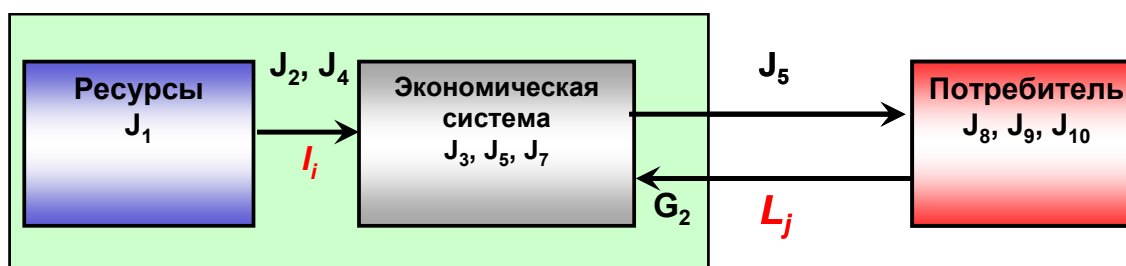 Ресурсы
J₁
J₂, J₄
Iᵢ
Экономическая
система
J₃, J₅, J₇
J₅
G₂
Lⱼ
Потребитель
J₈, J₉, J₁₀